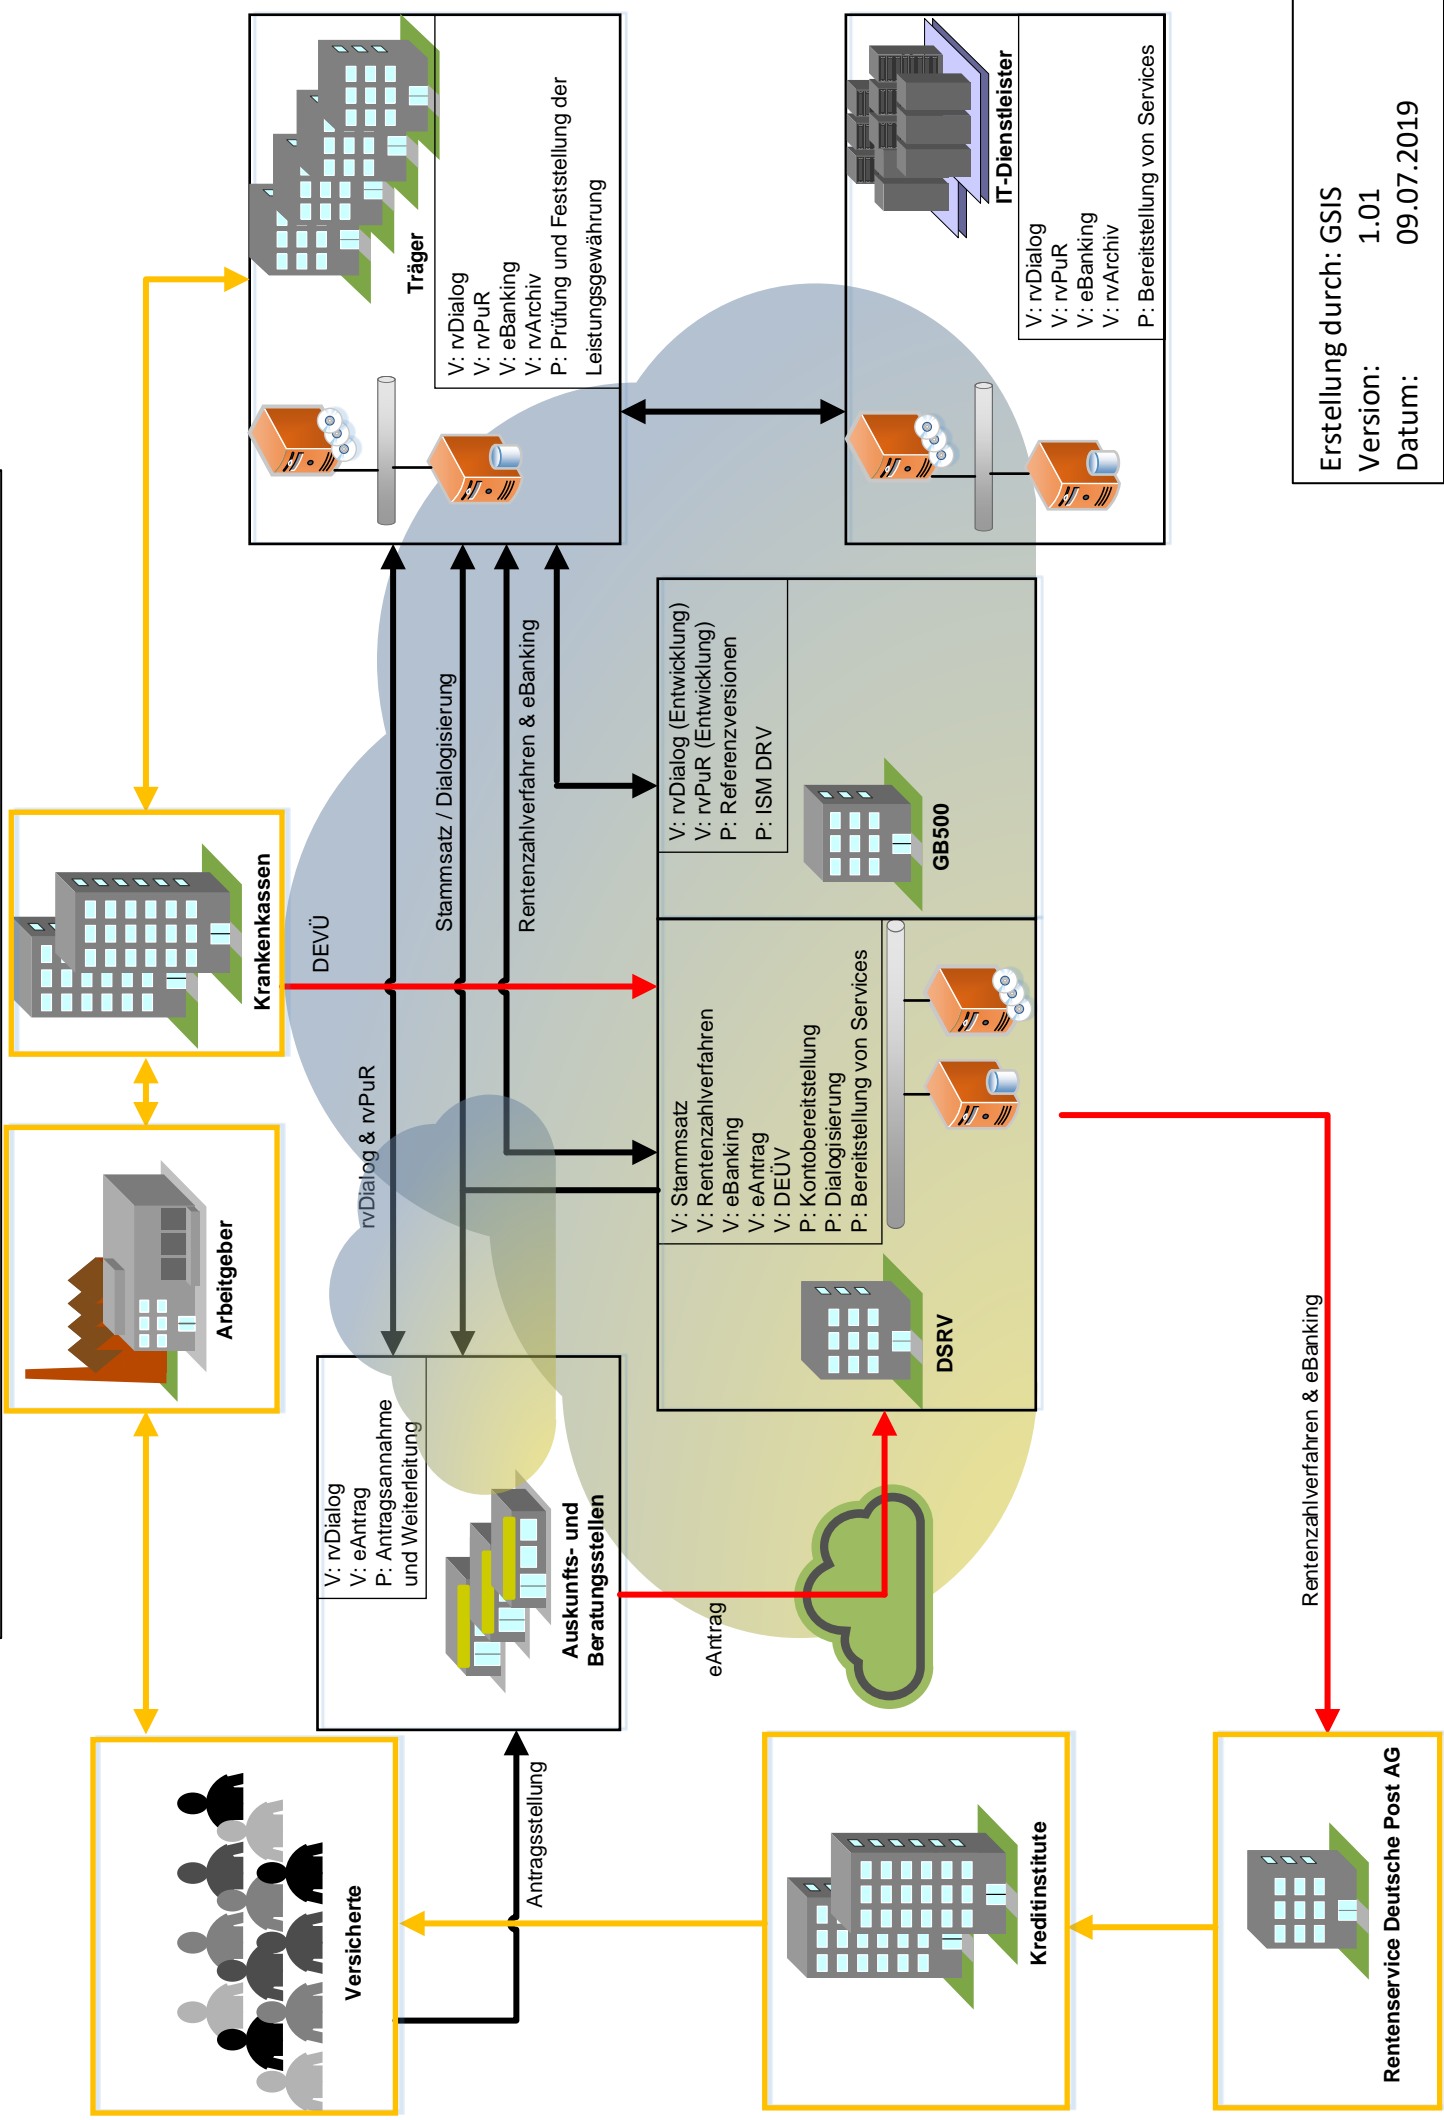 Versicherte
Arbeitgeber
Krankenkassen
Träger
V: rvDialog
V: rvPuR
V: eBanking
V: rvArchiv
P: Prüfung und Feststellung der
Leistungsgewährung
Antragsstellung
V: rvDialog
V: eAntrag
P: Antragsannahme
und Weiterleitung
Auskunfts- und
Beratungsstellen
rvDialog & rvPuR
DEVÜ
Stammsatz / Dialogisierung
Rentenzahlverfahren & eBanking
eAntrag
V: Stammsatz
V: Rentenzahlverfahren
V: eBanking
V: eAntrag
V: DEÜV
P: Kontobereitstellung
P: Dialogisierung
P: Bereitstellung von Services
DSRV
V: rvDialog (Entwicklung)
V: rvPuR (Entwicklung)
P: Referenzversionen
P: ISM DRV
GB500
IT-Dienstleister
V: rvDialog
V: rvPuR
V: eBanking
V: rvArchiv
P: Bereitstellung von Services
Kreditinstitute
Rentenzahlverfahren & eBanking
Rentenservice Deutsche Post AG
Erstellung durch: GSIS
Version: 1.01
Datum: 09.07.2019